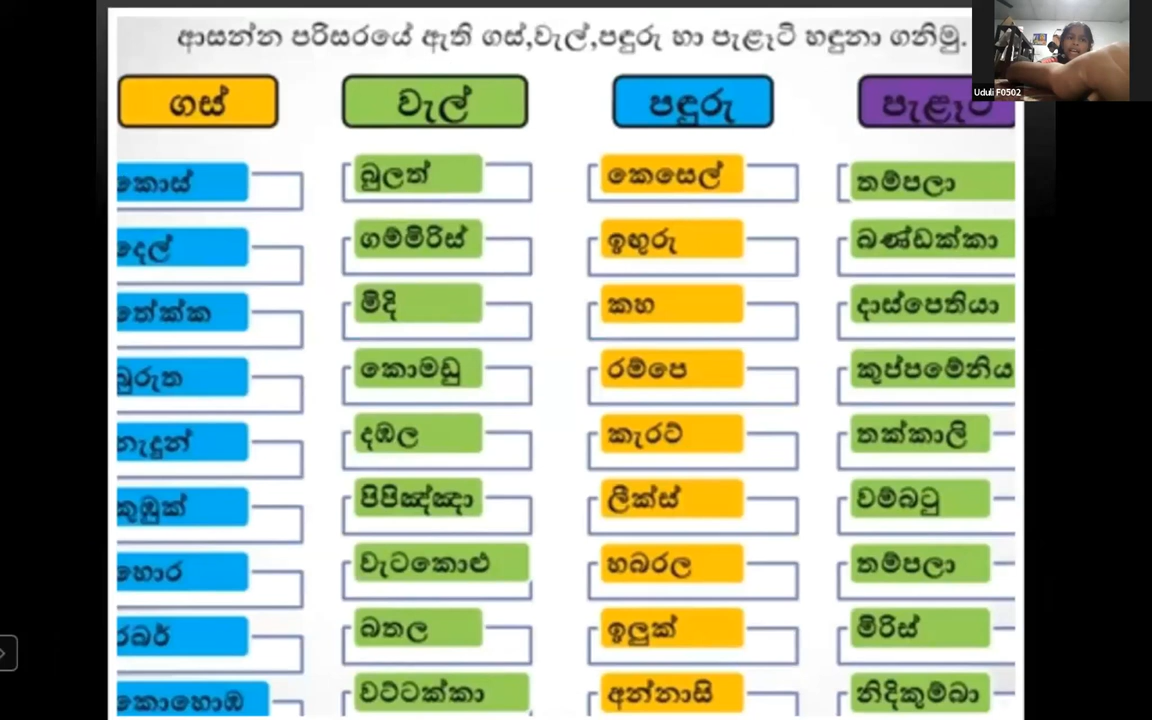 ආසන්න පරිසරයේ ඇති ගස්,වැල්,පඳුරු හා පැළෑටි හඳුනා ගනිමු.
Uduli F0502
ගස් වැල් පඳුරු පැළෑටි
කොස් බුලත් කෙසෙල් තම්පලා
දෙල් ගම්මිරිස් ඉඟුරු බණ්ඩක්කා
තේක්ක මිදි කහ දාස්පෙතියා
බුරුත කොමඩු රම්පෙ කුප්පමේනිය
නැදුන් දඹල කැරට් තක්කාලි
කුඹුක් පිපිඤ්ඤා ලීක්ස් වම්බටු
හොර වැටකොළු හබරල තම්පලා
රබර් බතල ඉලුක් මිරිස්
කොහොඹ වට්ටක්කා අන්නාසි නිදිකුම්බා